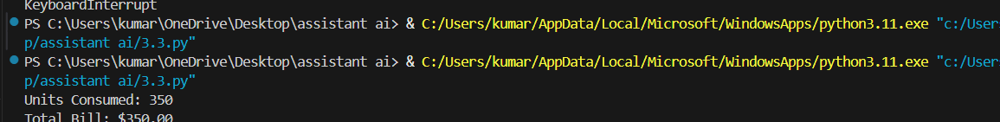 KeyboardInterrupt
PS C:\Users\kumar\OneDrive\Desktop\assistant ai> & C:/Users/kumar/AppData/Local/Microsoft/WindowsApps/python3.11.exe "c:/User
p/assistant ai/3.3.py"
PS C:\Users\kumar\OneDrive\Desktop\assistant ai> & C:/Users/kumar/AppData/Local/Microsoft/WindowsApps/python3.11.exe "c:/User
p/assistant ai/3.3.py"
Units Consumed: 350
Total Bill: $350.00